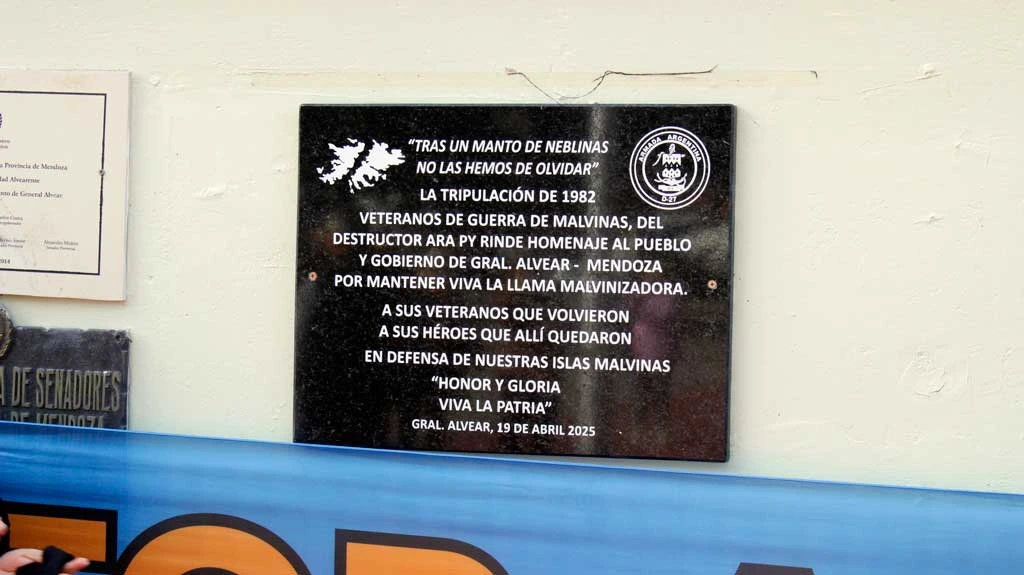 a Provincia de Mendoza
dad Alvearense
nto de General Alvear
2014
A DE SENADORES
DE MENDOZA
“TRAS UN MANTO DE NEBLINAS
NO LAS HEMOS DE OLVIDAR”
ARMADA ARGENTINA
D-27
LA TRIPULACIÓN DE 1982
VETERANOS DE GUERRA DE MALVINAS, DEL
DESTRUCTOR ARA PY RINDE HOMENAJE AL PUEBLO
Y GOBIERNO DE GRAL. ALVEAR - MENDOZA
POR MANTENER VIVA LA LLAMA MALVINIZADORA.
A SUS VETERANOS QUE VOLVIERON
A SUS HÉROES QUE ALLÍ QUEDARON
EN DEFENSA DE NUESTRAS ISLAS MALVINAS
“HONOR Y GLORIA
VIVA LA PATRIA”
GRAL. ALVEAR, 19 DE ABRIL 2025